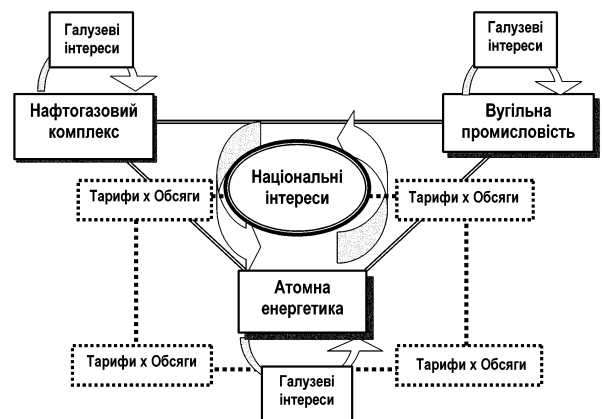 Галузеві
інтереси
Галузеві
інтереси
Нафтогазовий
комплекс
Вугільна
промисловість
Національні
інтереси
Тарифи х Обсяги
Тарифи х Обсяги
Атомна
енергетика
Тарифи х Обсяги
Тарифи х Обсяги
Галузеві
інтереси